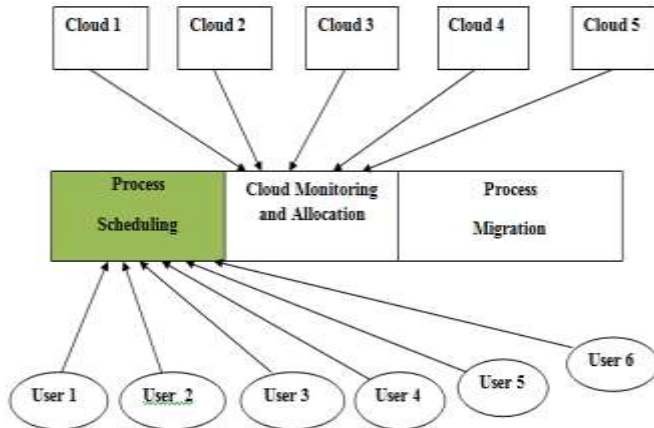 Cloud 1
Cloud 2
Cloud 3
Cloud 4
Cloud 5
Process
Scheduling
Cloud Monitoring
and Allocation
Process
Migration
User 1
User 2
User 3
User 4
User 5
User 6